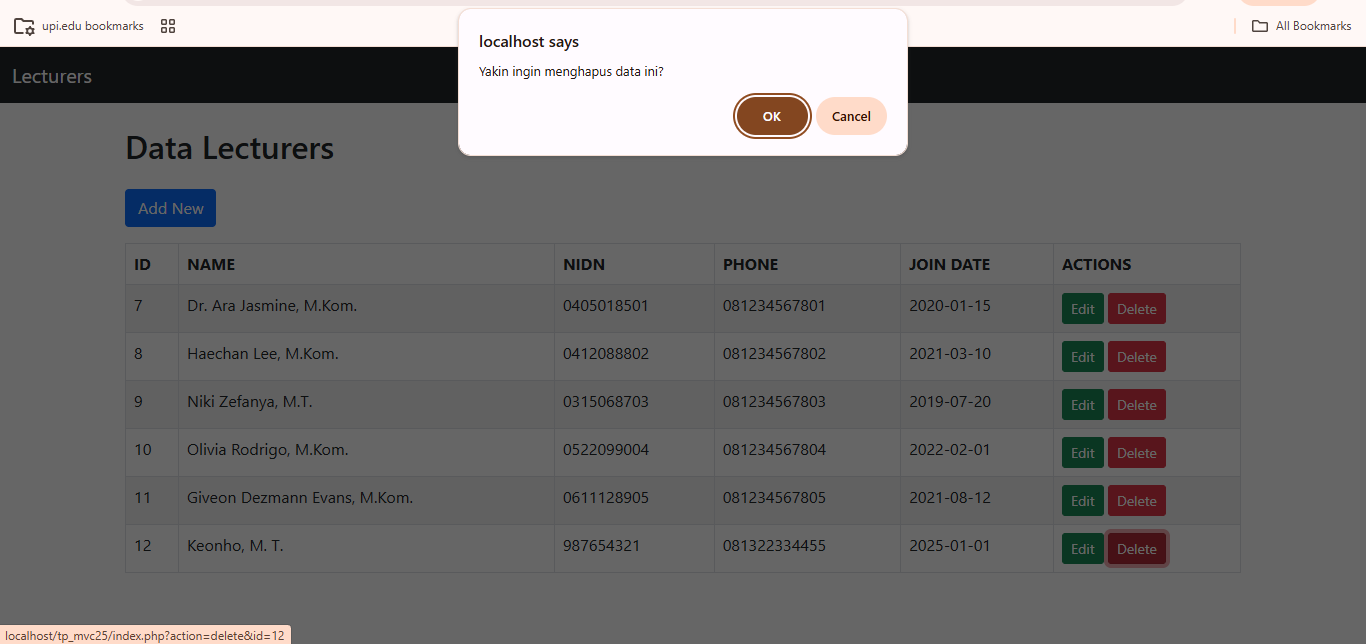 upi.edu bookmarks
All Bookmarks
localhost says
Yakin ingin menghapus data ini?
OK Cancel
Lecturers
Data Lecturers
Add New
ID NAME NIDN PHONE JOIN DATE ACTIONS
7 Dr. Ara Jasmine, M.Kom. 0405018501 081234567801 2020-01-15 Edit Delete
8 Haechan Lee, M.Kom. 0412088802 081234567802 2021-03-10 Edit Delete
9 Niki Zefanya, M.T. 0315068703 081234567803 2019-07-20 Edit Delete
10 Olivia Rodrigo, M.Kom. 0522099004 081234567804 2022-02-01 Edit Delete
11 Giveon Dezmann Evans, M.Kom. 0611128905 081234567805 2021-08-12 Edit Delete
12 Keonho, M. T. 987654321 081322334455 2025-01-01 Edit Delete
localhost/tp_mvc25/index.php?action=delete&id=12